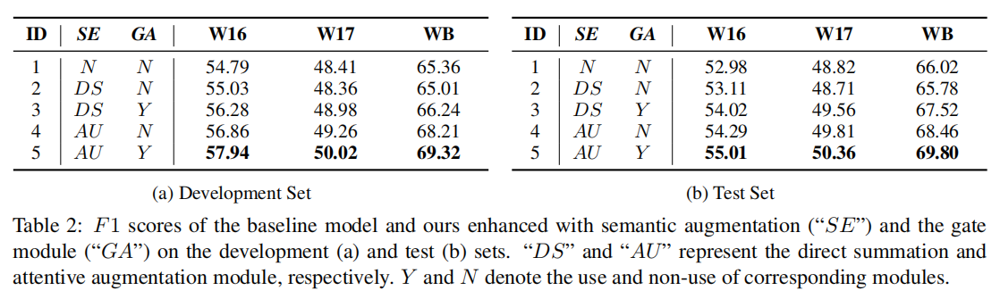 ID SE GA W16 W17 WB
1 N N 54.79 48.41 65.36
2 DS N 55.03 48.36 65.01
3 DS Y 56.28 48.98 66.24
4 AU N 56.86 49.26 68.21
5 AU Y 57.94 50.02 69.32
(a) Development Set
ID SE GA W16 W17 WB
1 N N 52.98 48.82 66.02
2 DS N 53.11 48.71 65.78
3 DS Y 54.02 49.56 67.52
4 AU N 54.29 49.81 68.46
5 AU Y 55.01 50.36 69.80
(b) Test Set
Table 2: F1 scores of the baseline model and ours enhanced with semantic augmentation (“SE”) and the gate
module (“GA”) on the development (a) and test (b) sets. “DS” and “AU” represent the direct summation and
attentive augmentation module, respectively. Y and N denote the use and non-use of corresponding modules.